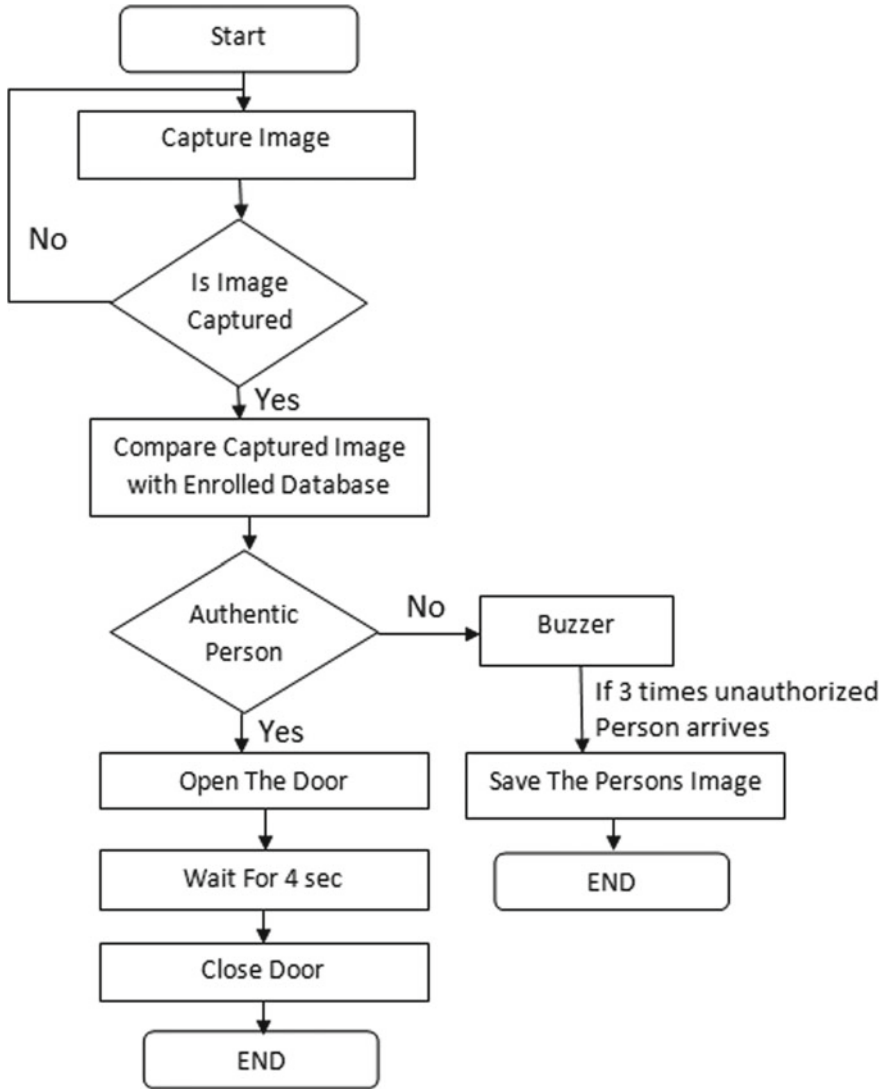 Start
Capture Image
No
Is Image
Captured
Yes
Compare Captured Image
with Enrolled Database
Authentic
Person
No
Buzzer
If 3 times unauthorized
Person arrives
Yes
Open The Door
Save The Persons Image
Wait For 4 sec
END
Close Door
END